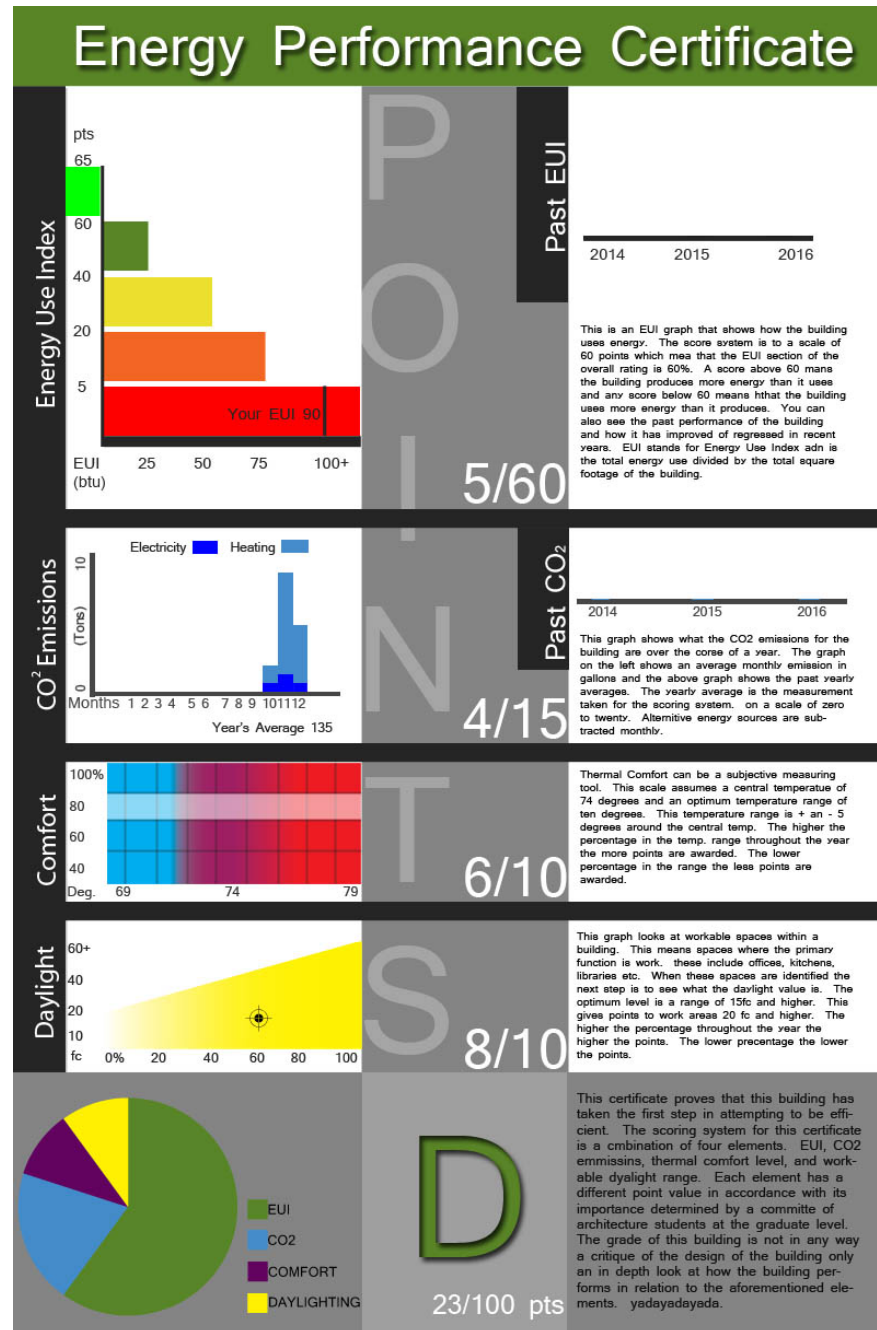 Energy Performance Certificate
POINTS
Energy Use Index
pts
65
60
40
20
5
Your EUI 90
EUI 25 50 75 100+
(btu)
5/60
Past EUI
2014 2015 2016
This is an EUI graph that shows how the building
uses energy. The score system is to a scale of
60 points which mea that the EUI section of the
overall rating is 60%. A score above 60 mans
the building produces more energy than it uses
and any score below 60 means hthat the building
uses more energy than it produces. You can
also see the past performance of the building
and how it has improved of regressed in recent
years. EUI stands for Energy Use Index adn is
the total energy use divided by the total square
footage of the building.
CO² Emissions
Electricity Heating
10
(Tons)
0
Months 1 2 3 4 5 6 7 8 9 10 11 12
Year's Average 135
4/15
Past CO₂
2014 2015 2016
This graph shows what the CO2 emissions for the
building are over the corse of a year. The graph
on the left shows an average monthly emission in
gallons and the above graph shows the past yearly
averages. The yearly average is the measurement
taken for the scoring system. on a scale of zero
to twenty. Alternitive energy sources are sub-
tracted monthly.
Comfort
100%
80
60
40
Deg. 69 74 79
6/10
Thermal Comfort can be a subjective measuring
tool. This scale assumes a central temperatue of
74 degrees and an optimum temperature range of
ten degrees. This temperature range is + an - 5
degrees around the central temp. The higher the
percentage in the temp. range throughout the year
the more points are awarded. The lower
percentage in the range the less points are
awarded.
Daylight
60+
40
20
10
fc 0% 20 40 60 80 100
8/10
This graph looks at workable spaces within a
building. This means spaces where the primary
function is work. these include offices, kitchens,
libraries etc. When these spaces are identified the
next step is to see what the daylight value is. The
optimum level is a range of 15fc and higher. This
gives points to work areas 20 fc and higher. The
higher the percentage throughout the year the
higher the points. The lower precentage the lower
the points.
EUI
CO2
COMFORT
DAYLIGHTING
D
23/100 pts
This certificate proves that this building has
taken the first step in attempting to be effi-
cient. The scoring system for this certificate
is a cmbination of four elements. EUI, CO2
emmissins, thermal comfort level, and work-
able dyalight range. Each element has a
different point value in accordance with its
importance determined by a committe of
architecture students at the graduate level.
The grade of this building is not in any way
a critique of the design of the building only
an in depth look at how the building per-
forms in relation to the aforementioned ele-
ments. yadayadayada.